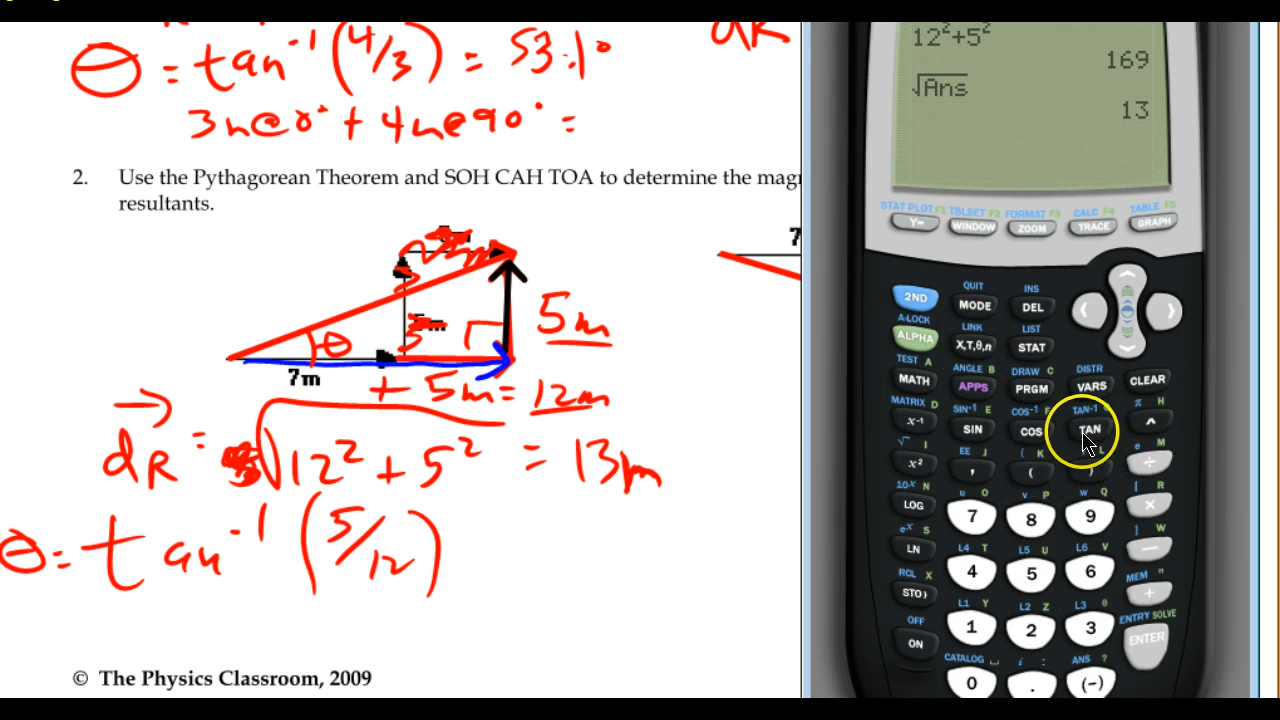 θ = tan⁻¹ (4/3) = 53.1°
dR
3n@0° + 4n@90° =
2. Use the Pythagorean Theorem and SOH CAH TOA to determine the
resultants.
7
θ
5m
7m
+ 5m = 12m
dR = √12² + 5² = 13m
θ = tan⁻¹ (5/12)
© The Physics Classroom, 2009
12²+5²
169
√Ans
13
STAT PLOT F1 TBLSET F2 FORMAT F3 CALC F4 TABLE F5
Y= WINDOW ZOOM TRACE GRAPH
QUIT INS
2ND MODE DEL
A-LOCK LINK LIST
ALPHA X,T,θ,n STAT
TEST A ANGLE B DRAW C DISTR
MATH APPS PRGM VARS CLEAR
MATRIX D SIN⁻¹ E COS⁻¹ F TAN⁻¹ π H
x⁻¹ SIN COS TAN ^
√ I EE J { K L e M
x² , ( ) ÷
10ˣ N u O v P w Q [ R
LOG 7 8 9 ×
eˣ S L4 T L5 U L6 V ] W
LN 4 5 6 −
RCL X L1 Y L2 Z L3 θ MEM "
STO 1 2 3 +
OFF CATALOG i : ANS ? ENTRY SOLVE
ON 0 . (-) ENTER